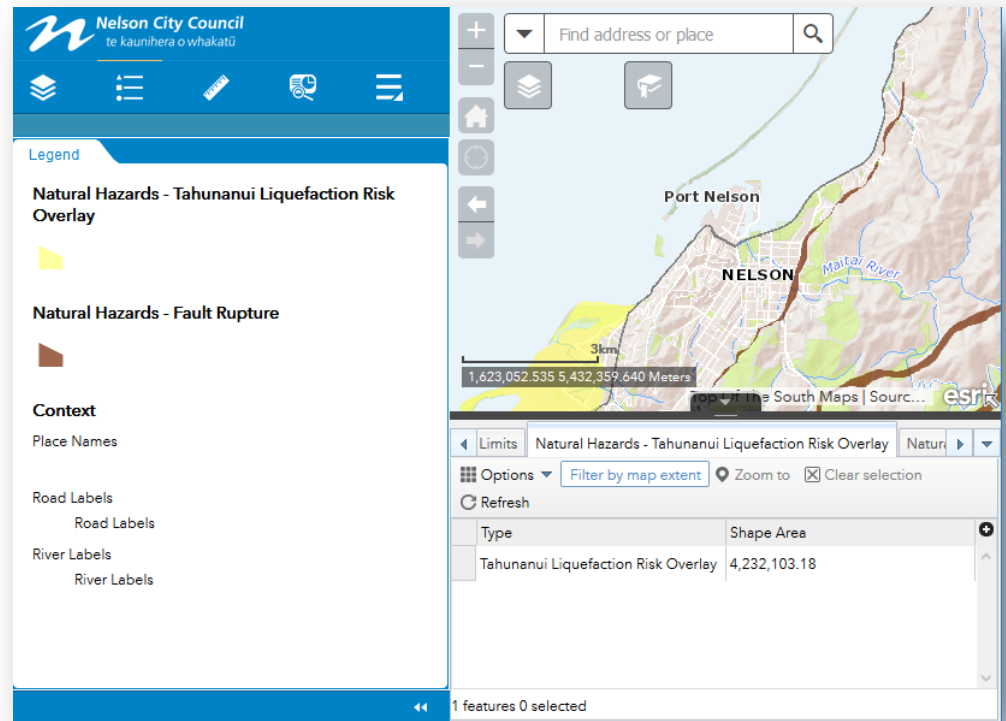 Nelson City Council
te kaunihera o whakatū
Legend
Natural Hazards - Tahunanui Liquefaction Risk
Overlay
Natural Hazards - Fault Rupture
Context
Place Names
Road Labels
Road Labels
River Labels
River Labels
Find address or place
Port Nelson
NELSON
Maitai River
3km
1,623,052.535 5,432,359.640 Meters
Top Of The South Maps | Sourc...
esri
Limits
Natural Hazards - Tahunanui Liquefaction Risk Overlay
Natur
Options
Filter by map extent
Zoom to
Clear selection
Refresh
Type
Shape Area
Tahunanui Liquefaction Risk Overlay
4,232,103.18
1 features 0 selected